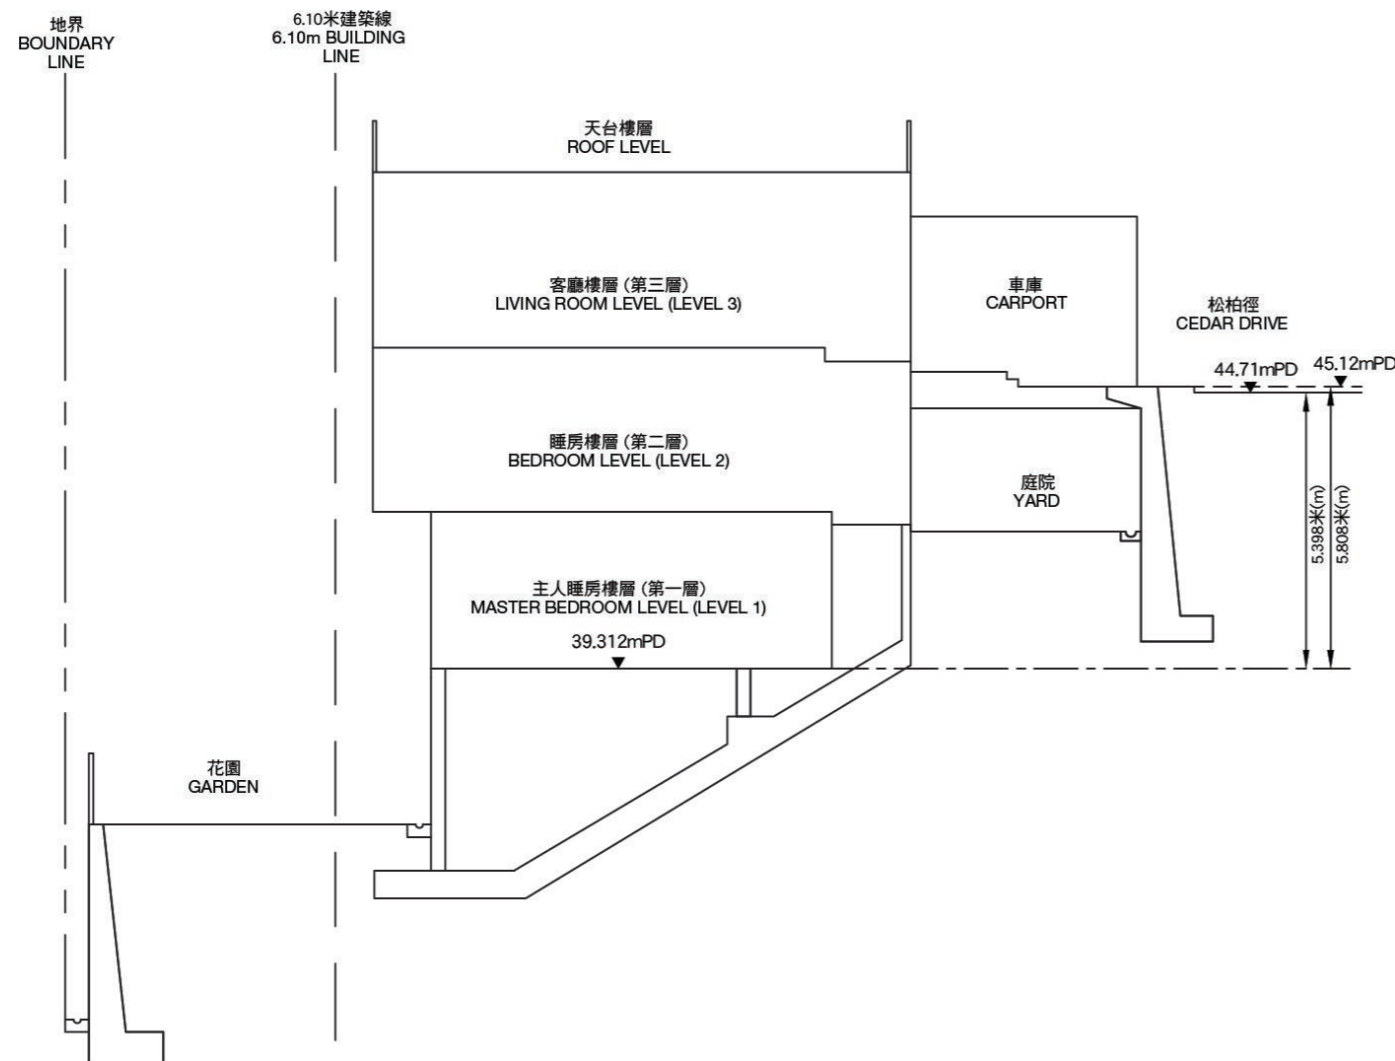 地界
BOUNDARY
LINE
6.10米建築線
6.10m BUILDING
LINE
天台樓層
ROOF LEVEL
客廳樓層 (第三層)
LIVING ROOM LEVEL (LEVEL 3)
車庫
CARPORT
松柏徑
CEDAR DRIVE
44.71mPD
45.12mPD
睡房樓層 (第二層)
BEDROOM LEVEL (LEVEL 2)
庭院
YARD
5.398米(m)
5.808米(m)
主人睡房樓層 (第一層)
MASTER BEDROOM LEVEL (LEVEL 1)
39.312mPD
花園
GARDEN